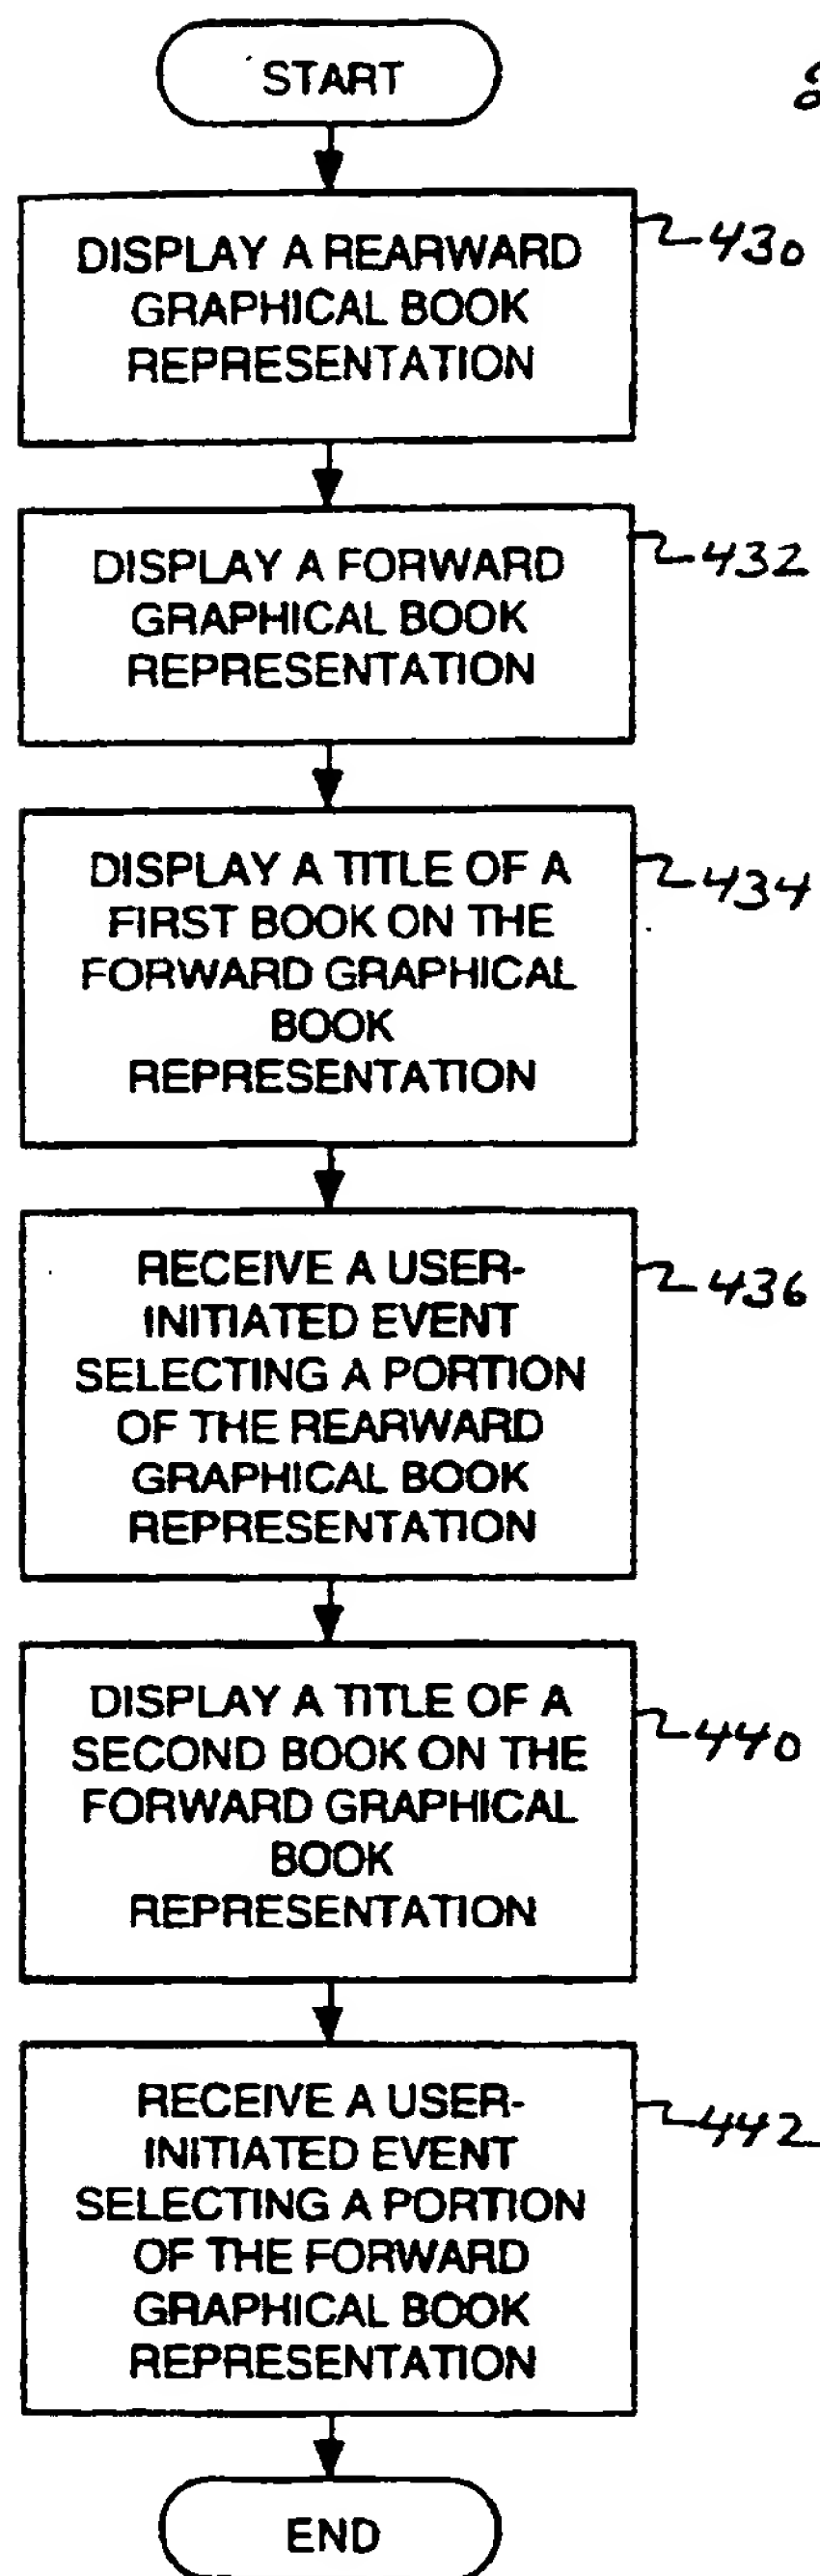 START
DISPLAY A REARWARD
GRAPHICAL BOOK
REPRESENTATION
430
DISPLAY A FORWARD
GRAPHICAL BOOK
REPRESENTATION
432
DISPLAY A TITLE OF A
FIRST BOOK ON THE
FORWARD GRAPHICAL
BOOK
REPRESENTATION
434
RECEIVE A USER-
INITIATED EVENT
SELECTING A PORTION
OF THE REARWARD
GRAPHICAL BOOK
REPRESENTATION
436
DISPLAY A TITLE OF A
SECOND BOOK ON THE
FORWARD GRAPHICAL
BOOK
REPRESENTATION
440
RECEIVE A USER-
INITIATED EVENT
SELECTING A PORTION
OF THE FORWARD
GRAPHICAL BOOK
REPRESENTATION
442
END